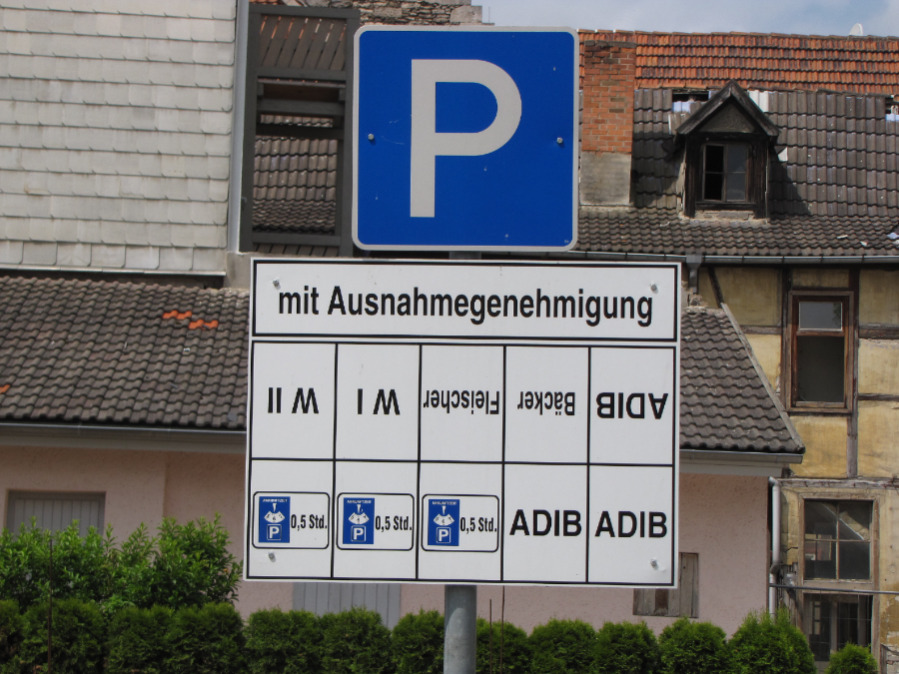 P
mit Ausnahmegenehmigung
W II W I Fleischer Bäcker ADIB
P 0,5 Std. P 0,5 Std. P 0,5 Std. ADIB ADIB